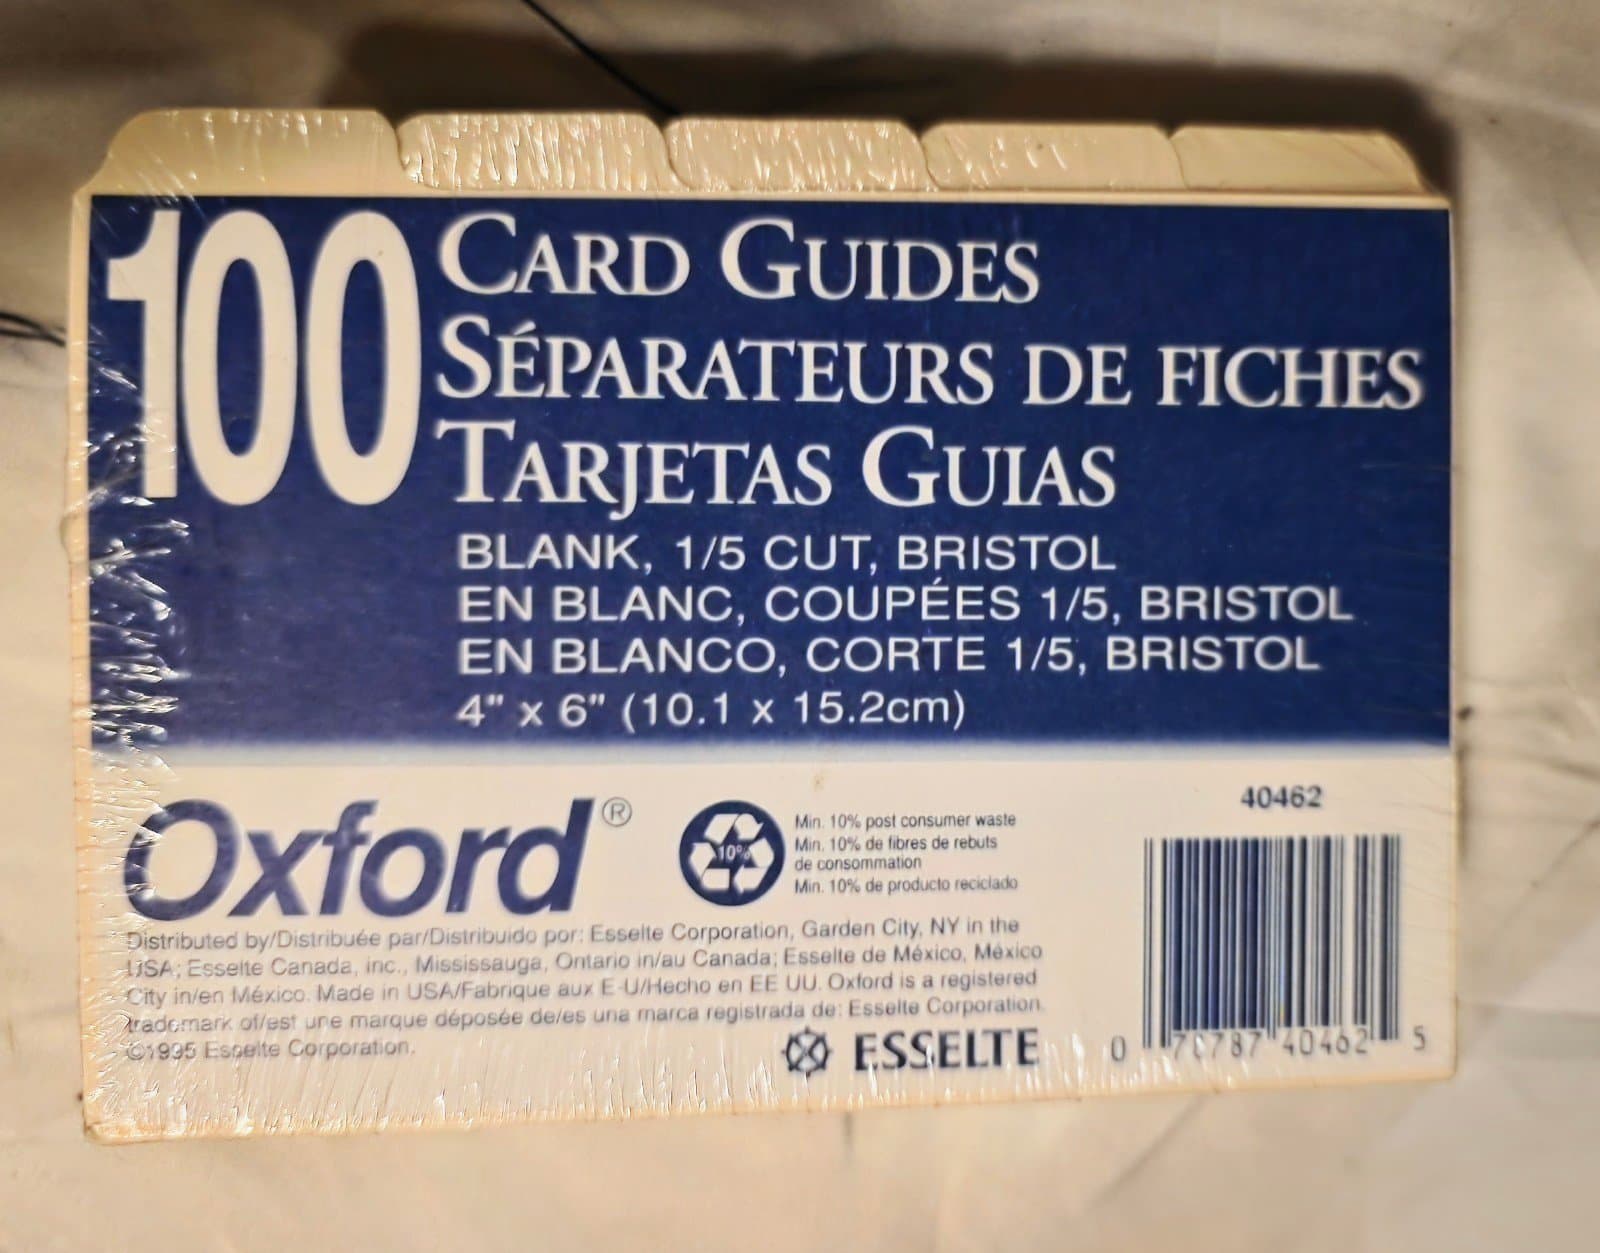 100
CARD GUIDES
SÉPARATEURS DE FICHES
TARJETAS GUIAS
BLANK, 1/5 CUT, BRISTOL
EN BLANC, COUPÉES 1/5, BRISTOL
EN BLANCO, CORTE 1/5, BRISTOL
4" x 6" (10.1 x 15.2cm)
Oxford®
10%
Min. 10% post consumer waste
Min. 10% de fibres de rebuts
de consommation
Min. 10% de producto reciclado
40462
Distributed by/Distribuée par/Distribuido por: Esselte Corporation, Garden City, NY in the
USA; Esselte Canada, inc., Mississauga, Ontario in/au Canada; Esselte de México, México
City in/en México. Made in USA/Fabrique aux E-U/Hecho en EE UU. Oxford is a registered
trademark of/est une marque déposée de/es una marca registrada de: Esselte Corporation.
©1995 Esselte Corporation.
ESSELTE
0 78787 40462 5